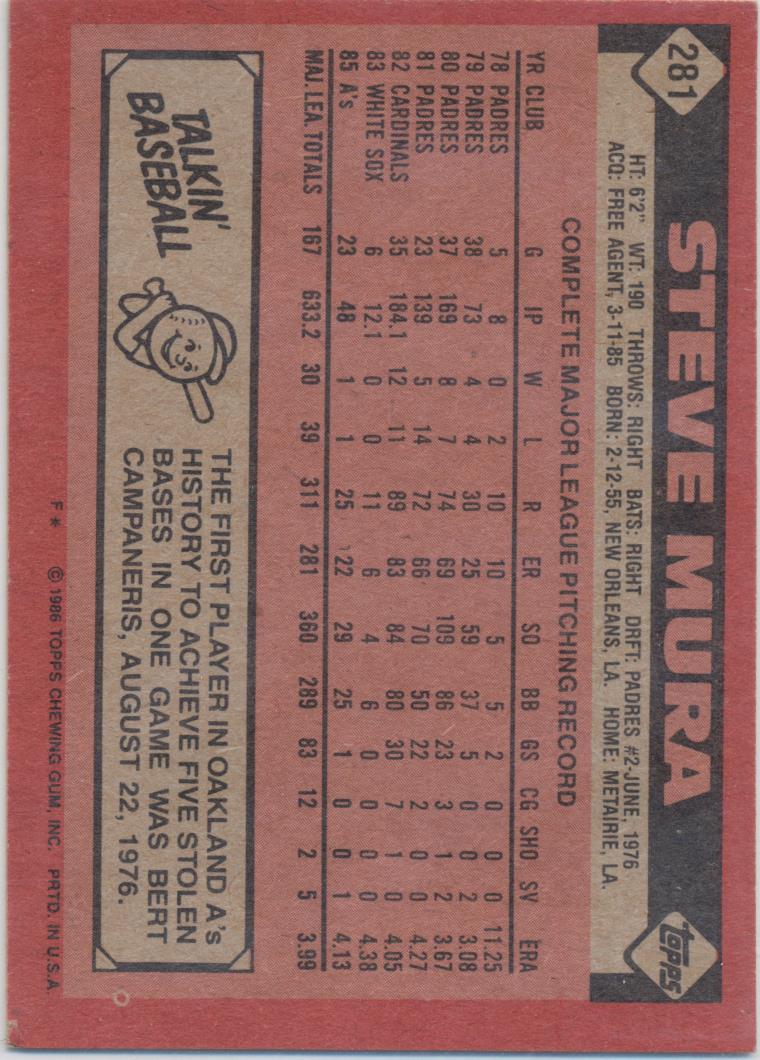 281
STEVE MURA
topps
HT: 6'2" WT: 190 THROWS: RIGHT BATS: RIGHT DRFT: PADRES #2-JUNE, 1976
ACQ: FREE AGENT, 3-11-85 BORN: 2-12-55, NEW ORLEANS, LA. HOME: METAIRIE, LA.
COMPLETE MAJOR LEAGUE PITCHING RECORD
YR CLUB G IP W L R ER SO BB GS CG SHO SV ERA
78 PADRES 5 8 0 2 10 10 5 5 2 0 0 0 11.25
79 PADRES 38 73 4 4 30 25 59 37 5 0 0 2 3.08
80 PADRES 37 169 8 7 74 69 109 86 23 3 1 2 3.67
81 PADRES 23 139 5 14 72 66 70 50 22 2 0 0 4.27
82 CARDINALS 35 184.1 12 11 89 83 84 80 30 7 1 0 4.05
83 WHITE SOX 6 12.1 0 0 11 6 4 6 0 0 0 0 4.38
85 A's 23 48 1 1 25 22 29 25 1 0 0 1 4.13
MAJ. LEA. TOTALS 167 633.2 30 39 311 281 360 289 83 12 2 5 3.99
TALKIN'
BASEBALL
THE FIRST PLAYER IN OAKLAND A's
HISTORY TO ACHIEVE FIVE STOLEN
BASES IN ONE GAME WAS BERT
CAMPANERIS, AUGUST 22, 1976.
F* © 1986 TOPPS CHEWING GUM, INC. PRTD. IN U.S.A.